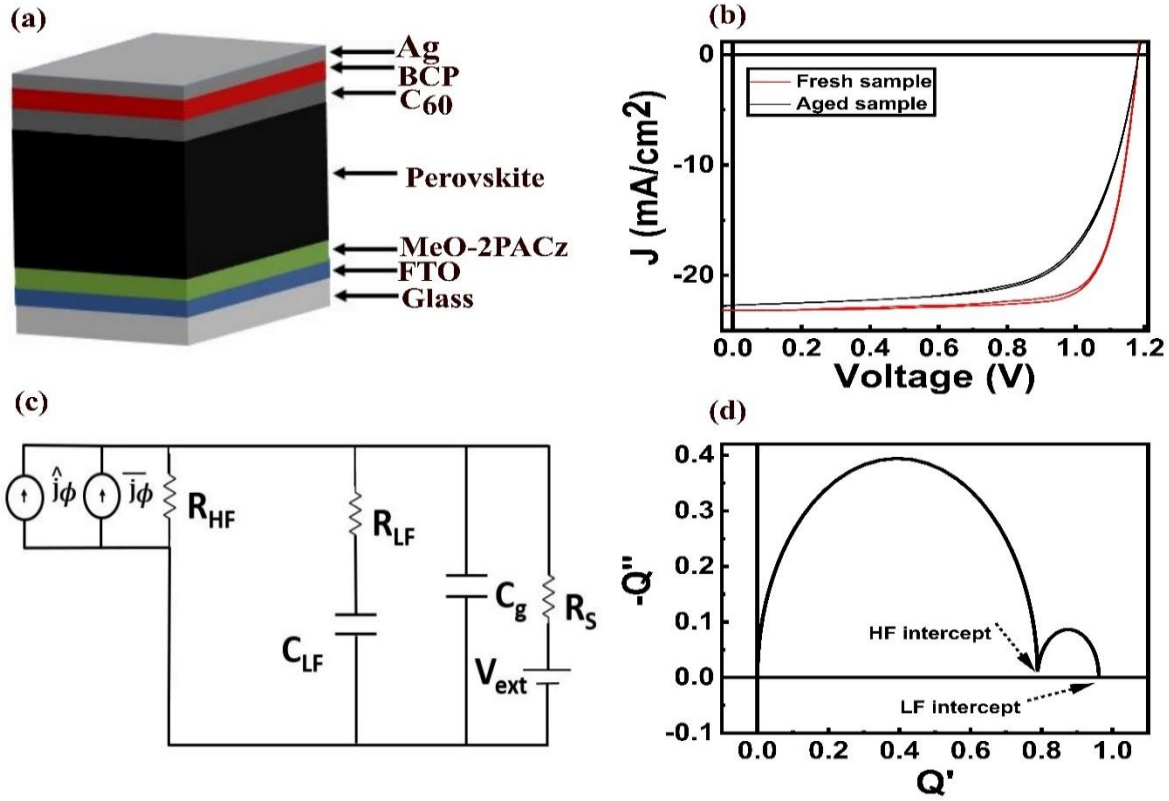 (a)
Ag
BCP
C60
Perovskite
MeO-2PACz
FTO
Glass
(b)
0
-10
-20
J (mA/cm2)
Fresh sample
Aged sample
0.0 0.2 0.4 0.6 0.8 1.0 1.2
Voltage (V)
(c)
ĵϕ
j̅ϕ
RHF
RLF
CLF
Cg
RS
Vext
(d)
0.4
0.3
0.2
0.1
0.0
-0.1
-Q''
HF intercept
LF intercept
0.0 0.2 0.4 0.6 0.8 1.0
Q'